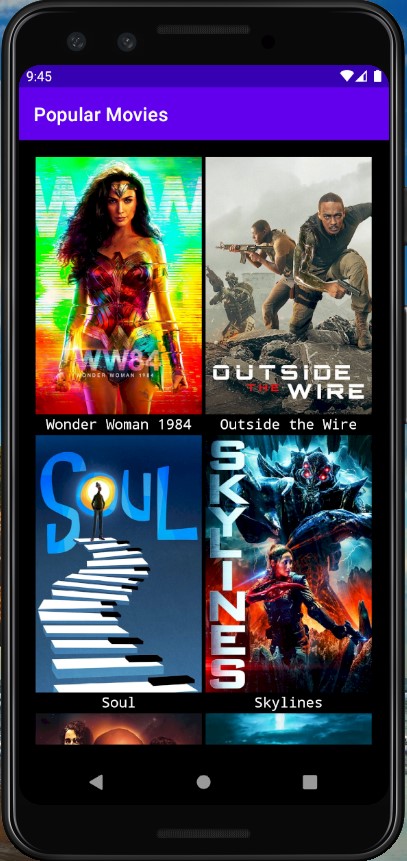 9:45
Popular Movies
WW
WW84
WONDER WOMAN 1984
OUTSIDE
THE WIRE
Wonder Woman 1984
Outside the Wire
SOUL
SKYLINES
Soul
Skylines